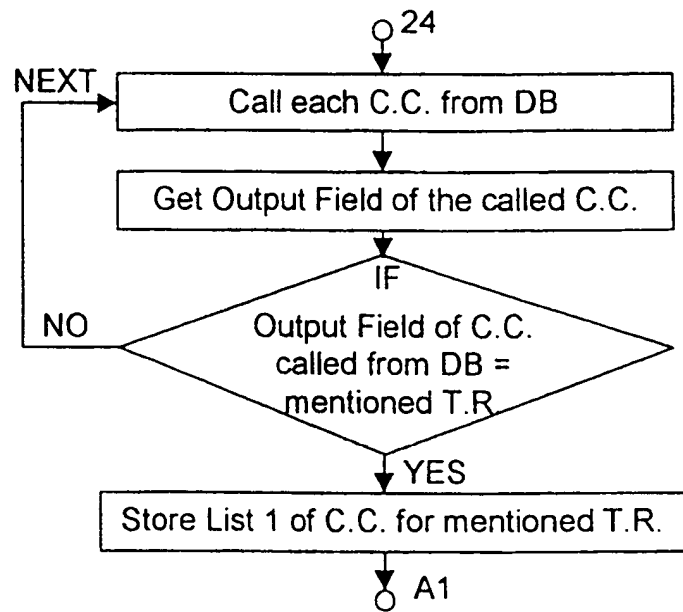 24
NEXT
Call each C.C. from DB
Get Output Field of the called C.C.
IF
NO
Output Field of C.C.
called from DB =
mentioned T.R.
YES
Store List 1 of C.C. for mentioned T.R.
A1